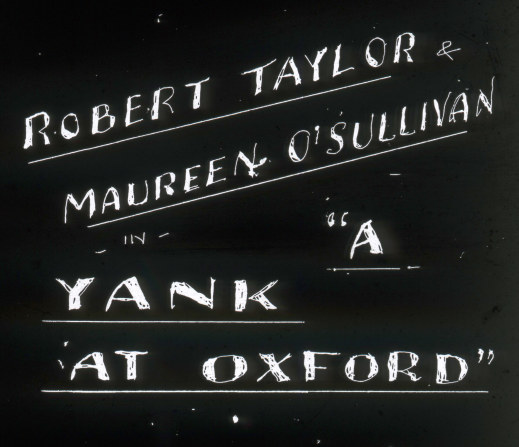 ROBERT TAYLOR &
MAUREEN O'SULLIVAN
- IN -
"A
YANK
AT OXFORD"